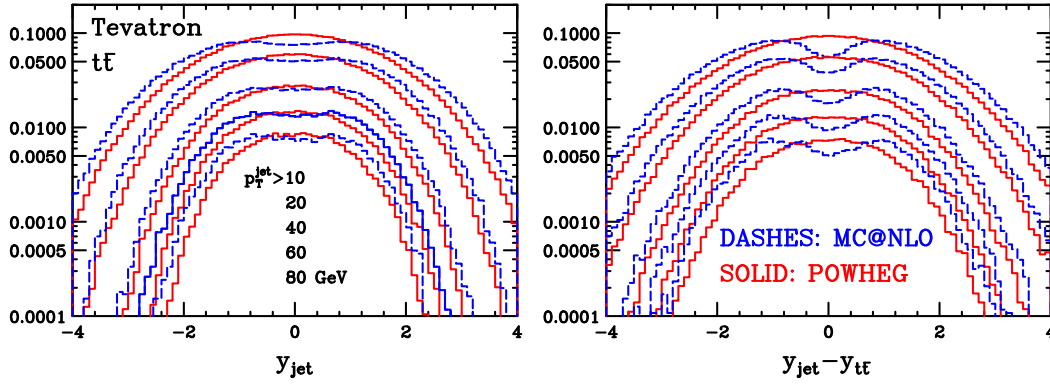 Tevatron
tt̄
0.1000
0.0500
0.0100
0.0050
0.0010
0.0005
0.0001
p_T^jet>10
20
40
60
80 GeV
−4 −2 0 2 4
y_jet
0.1000
0.0500
0.0100
0.0050
0.0010
0.0005
0.0001
DASHES: MC@NLO
SOLID: POWHEG
−4 −2 0 2 4
y_jet−y_tt̄